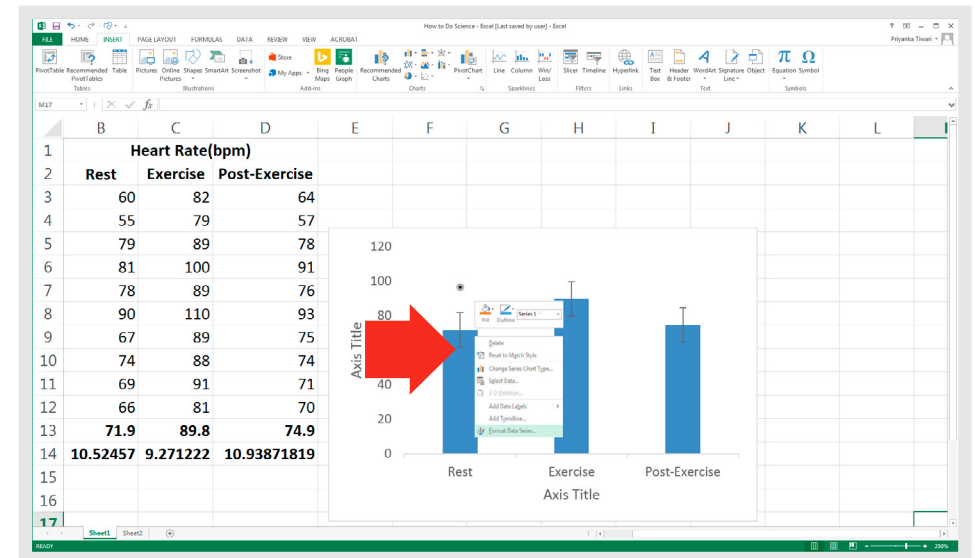 How to Do Science - Excel [Last saved by user] - Excel
FILE HOME INSERT PAGE LAYOUT FORMULAS DATA REVIEW VIEW ACROBAT Priyanka Tiwari
PivotTable Recommended PivotTables Table Pictures Online Pictures Shapes SmartArt Screenshot Store My Apps Bing Maps People Graph Recommended Charts PivotChart Line Column Win/Loss Slicer Timeline Hyperlink Text Box Header & Footer WordArt Signature Line Object Equation Symbol
Tables Illustrations Add-ins Charts Sparklines Filters Links Text Symbols
M17 fx
B C D E F G H I J K L
1 Heart Rate(bpm)
2 Rest Exercise Post-Exercise
3 60 82 64
4 55 79 57
5 79 89 78
6 81 100 91
7 78 89 76
8 90 110 93
9 67 89 75
10 74 88 74
11 69 91 71
12 66 81 70
13 71.9 89.8 74.9
14 10.52457 9.271222 10.93871819
15
16
17
120
100
80
40
20
0
Axis Title
Rest Exercise Post-Exercise
Axis Title
Fill Outline Series 1
Delete
Reset to Match Style
Change Series Chart Type...
Select Data...
3-D Rotation...
Add Data Labels
Add Trendline...
Format Data Series...
Sheet1 Sheet2
READY 230%